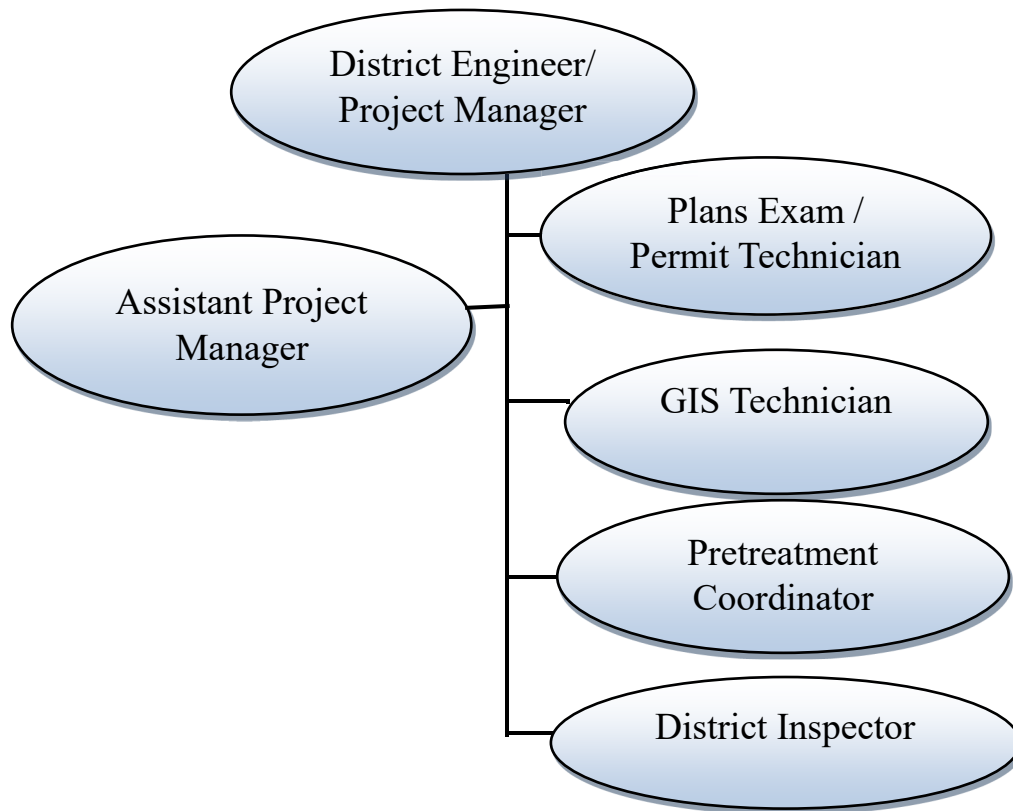 District Engineer/
Project Manager
Plans Exam /
Permit Technician
Assistant Project
Manager
GIS Technician
Pretreatment
Coordinator
District Inspector